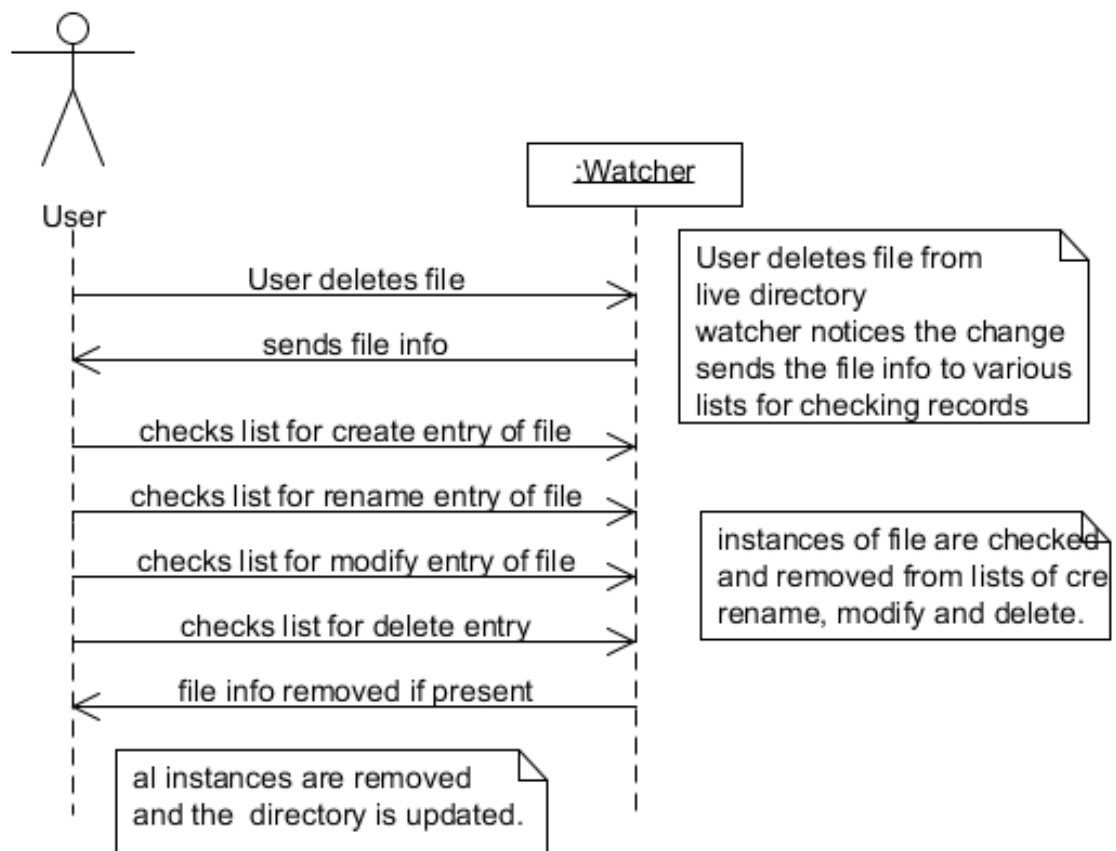 :Watcher
User
User deletes file
sends file info
User deletes file from
live directory
watcher notices the change
sends the file info to various
lists for checking records
checks list for create entry of file
checks list for rename entry of file
checks list for modify entry of file
checks list for delete entry
file info removed if present
instances of file are checked
and removed from lists of cre
rename, modify and delete.
al instances are removed
and the directory is updated.